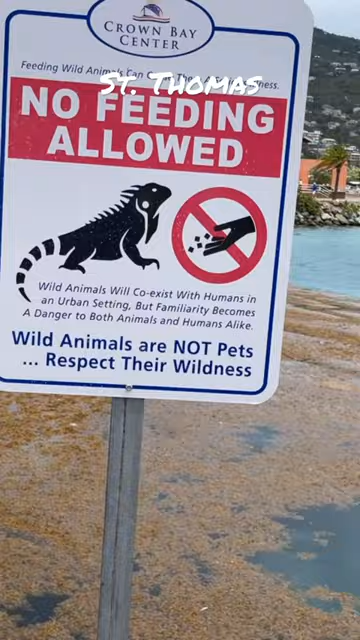 CROWN BAY
CENTER
Feeding Wild Animals Can
St. Thomas
NO FEEDING
ALLOWED
Wild Animals Will Co-exist With Humans in
an Urban Setting, But Familiarity Becomes
A Danger to Both Animals and Humans Alike.
Wild Animals are NOT Pets
... Respect Their Wildness